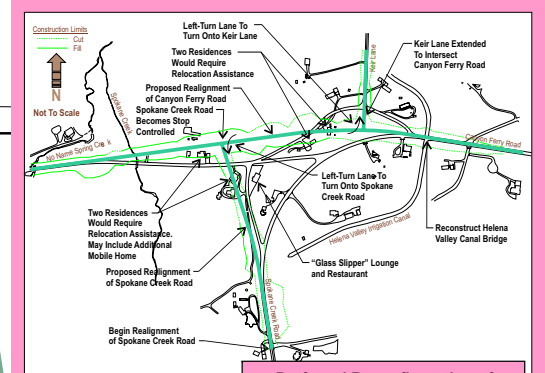 Construction Limits
Cut
Fill
N
Not To Scale
Left-Turn Lane To
Turn Onto Keir Lane
Two Residences
Would Require
Relocation Assistance
Proposed Realignment
of Canyon Ferry Road
Spokane Creek Road
Becomes Stop
Controlled
Keir Lane
Keir Lane Extended
To Intersect
Canyon Ferry Road
Spokane Creek
No Name Spring Creek
Canyon Ferry Road
Left-Turn Lane To
Turn Onto Spokane
Creek Road
Two Residences
Would Require
Relocation Assistance.
May Include Additional
Mobile Home
Helena Valley Irrigation Canal
Reconstruct Helena
Valley Canal Bridge
"Glass Slipper" Lounge
and Restaurant
Proposed Realignment
of Spokane Creek Road
Spokane Creek Road
Begin Realignment
of Spokane Creek Road